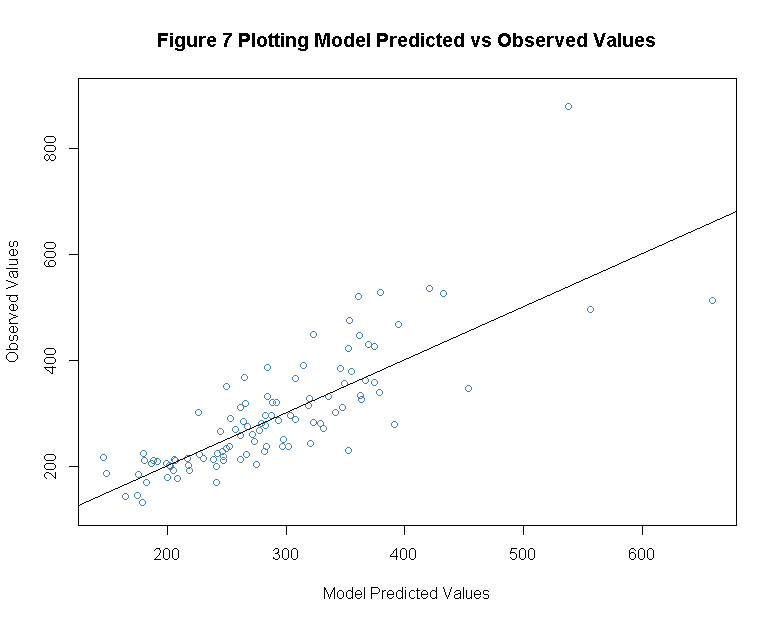 Figure 7 Plotting Model Predicted vs Observed Values
Observed Values
800
600
400
200
200 300 400 500 600
Model Predicted Values